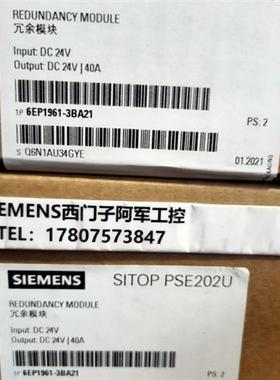 REDUNDANCY MODULE
冗余模块
Input: DC 24V
Output: DC 24V | 40A
1P 6EP1961-3BA21
PS: 2
S Q6N1AU34GYE
01.2021
SIEMENS西门子阿军工控
TEL: 17807573847
SIEMENS
SITOP PSE202U
REDUNDANCY MODULE
冗余模块
Input: DC 24V
Output: DC 24V | 40A
1P 6EP1961-3BA21
PS: 2